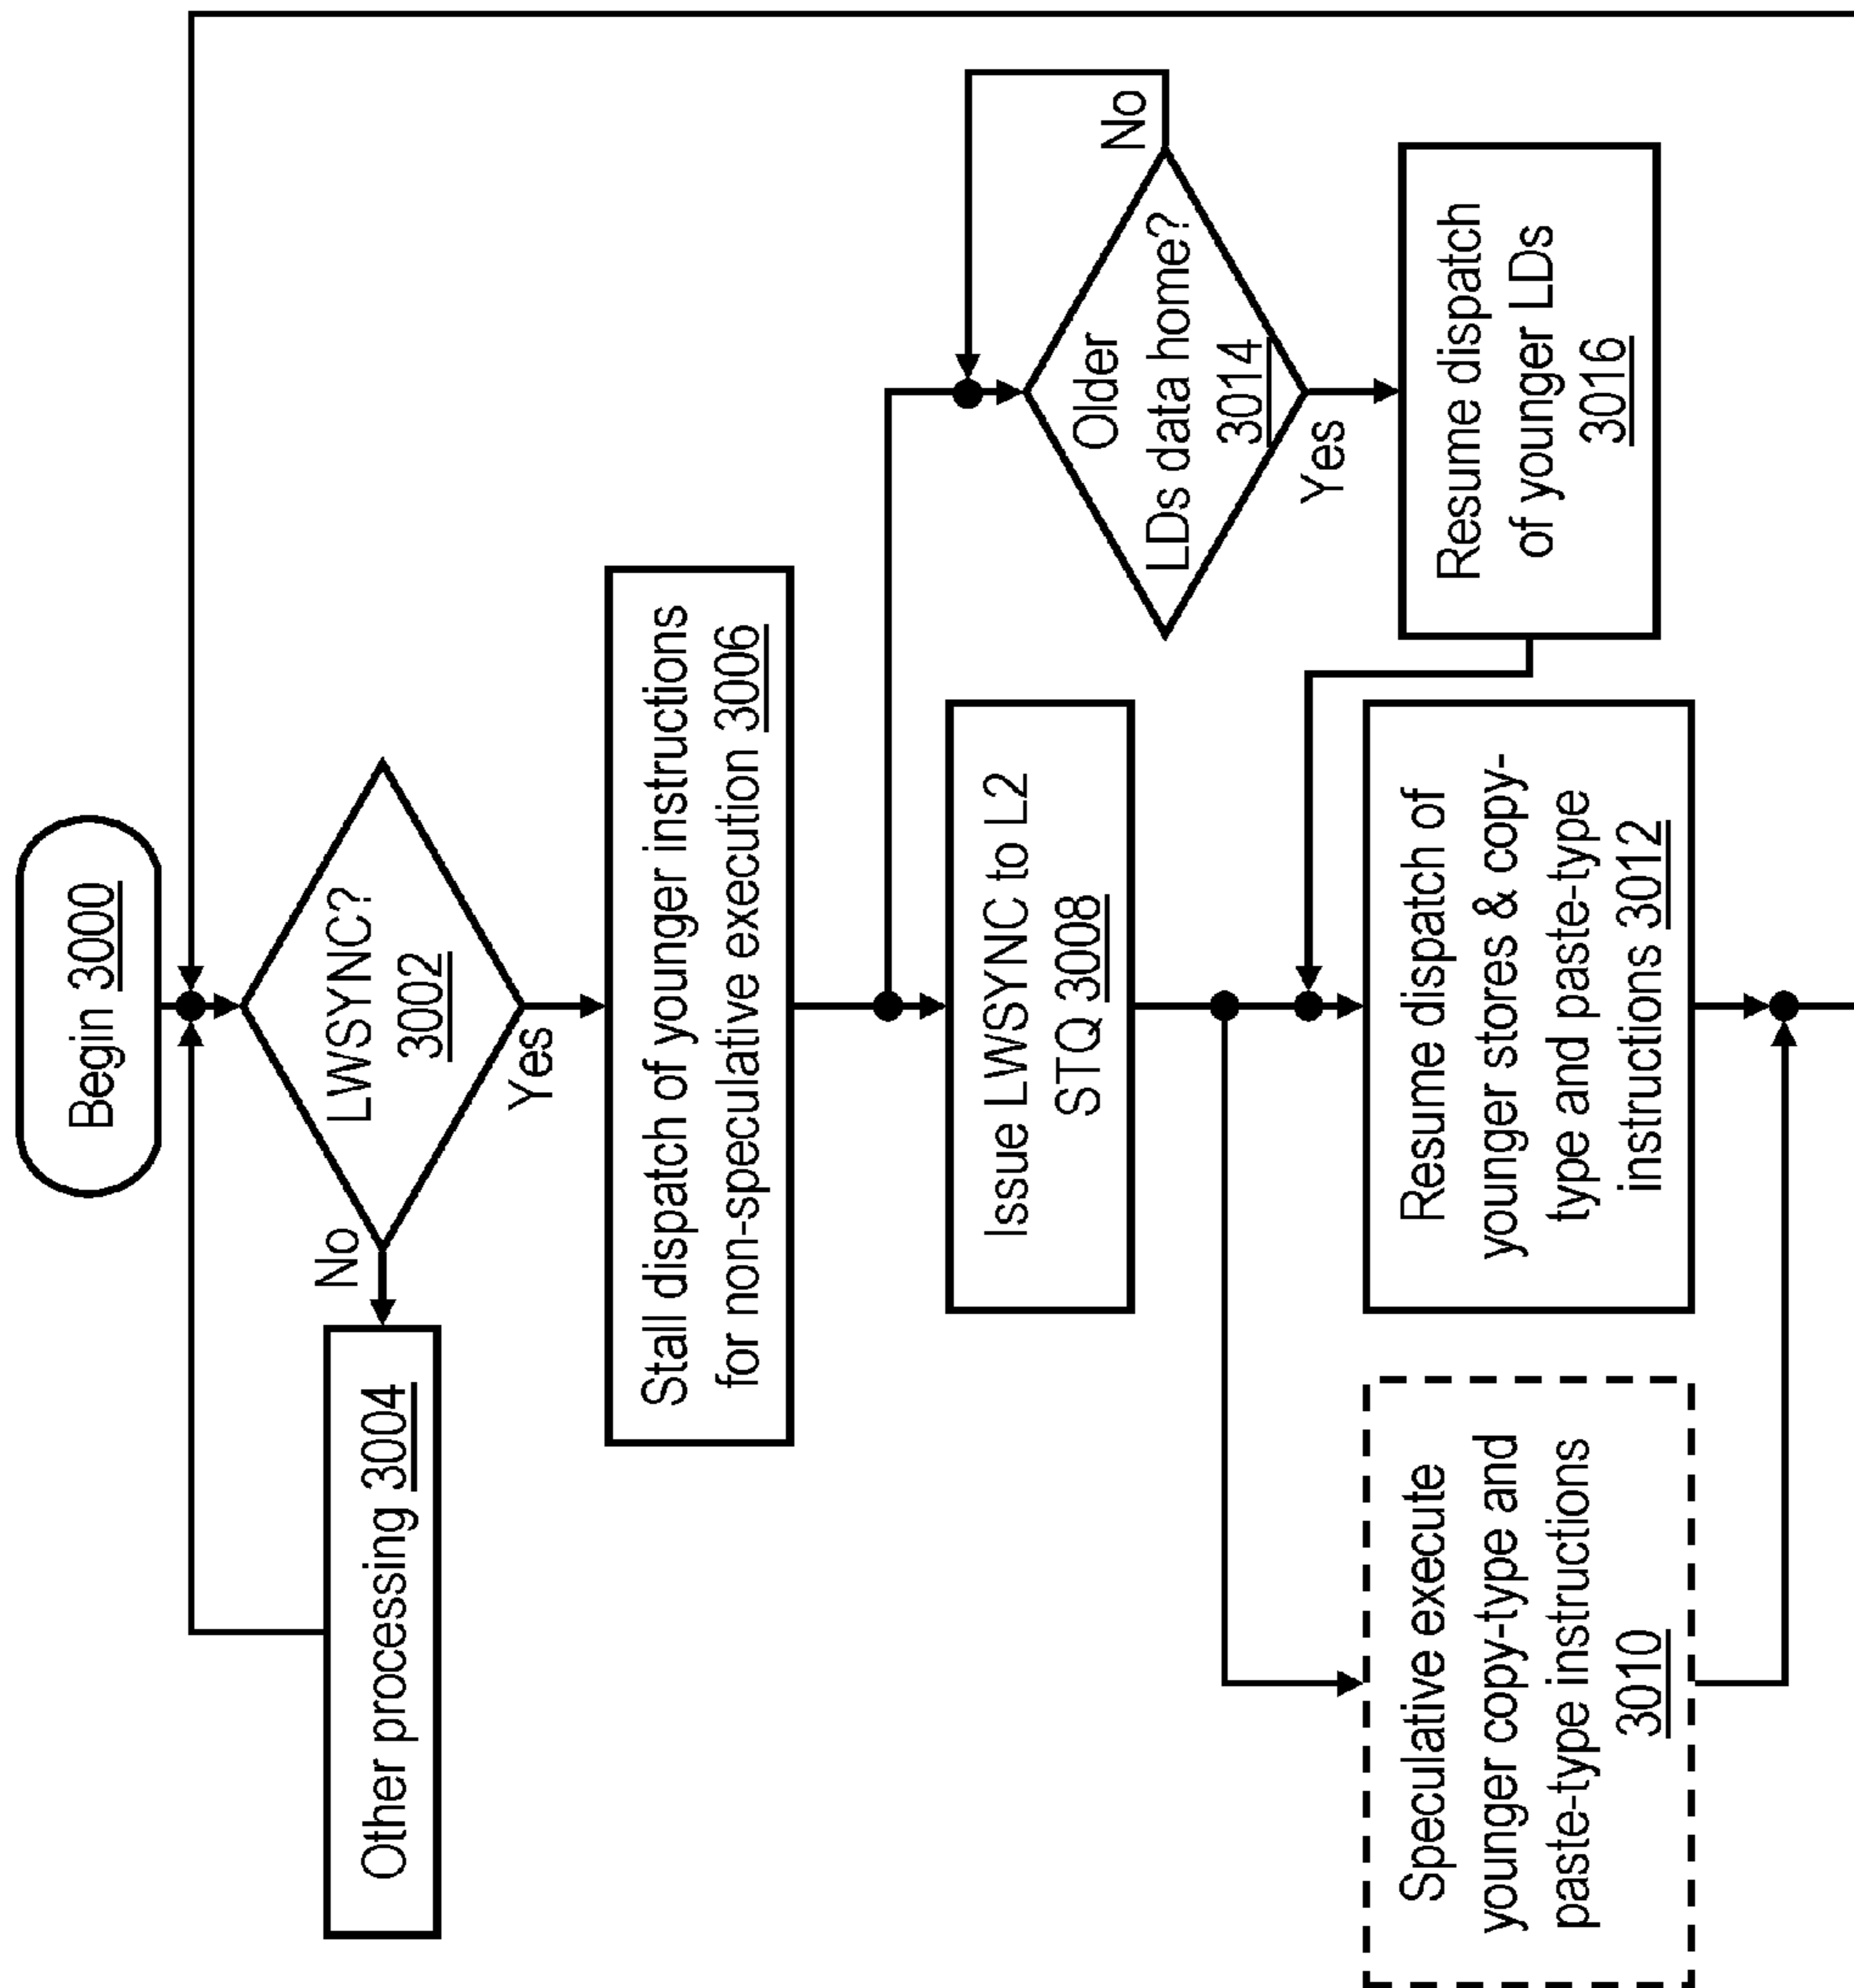 Begin 3000
LWSYNC?
3002
No
Yes
Other processing 3004
Stall dispatch of younger instructions
for non-speculative execution 3006
Issue LWSYNC to L2
STQ 3008
Older
LDs data home?
3014
No
Yes
Resume dispatch
of younger LDs
3016
Speculative execute
younger copy-type and
paste-type instructions
3010
Resume dispatch of
younger stores & copy-
type and paste-type
instructions 3012